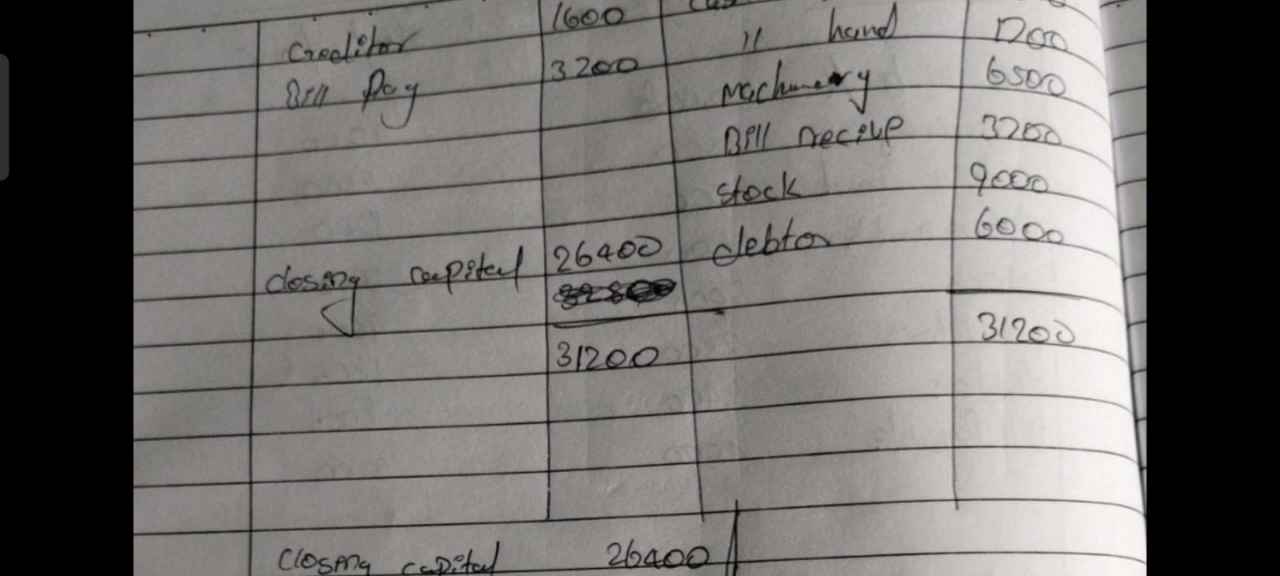 Creditor 1600
" hand 1200
Bill Pay 3200
Machinery 6500
Bill receive 3200
Stock 9000
closing capital 26400 debtor 6000
31200 31200
Closing capital 26400